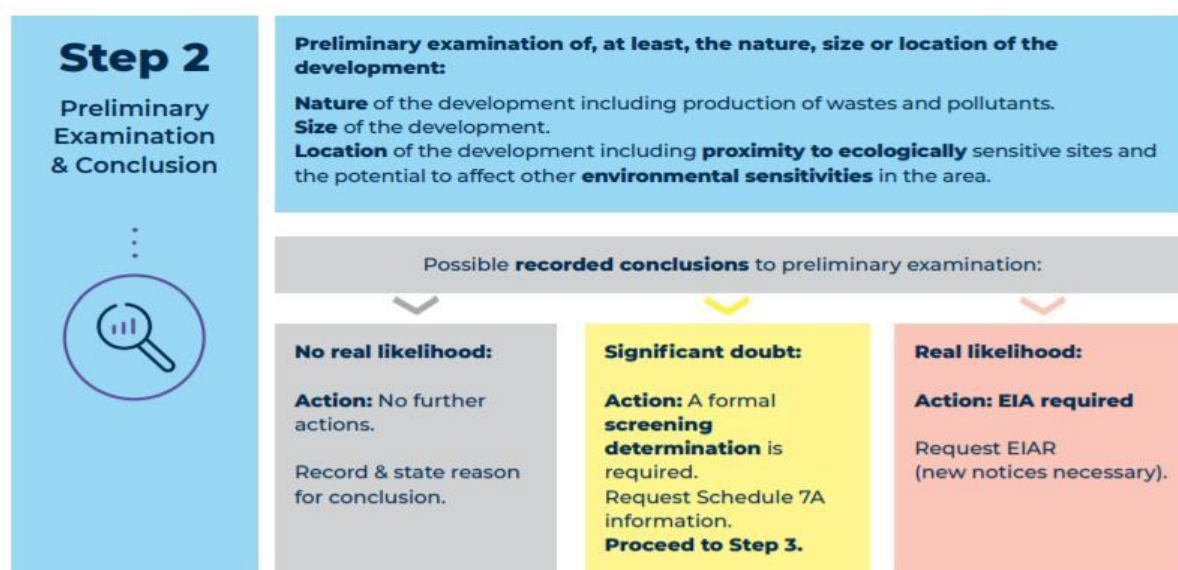 Step 2
Preliminary
Examination
& Conclusion
Preliminary examination of, at least, the nature, size or location of the
development:
Nature of the development including production of wastes and pollutants.
Size of the development.
Location of the development including proximity to ecologically sensitive sites and
the potential to affect other environmental sensitivities in the area.
Possible recorded conclusions to preliminary examination:
No real likelihood:
Action: No further
actions.
Record & state reason
for conclusion.
Significant doubt:
Action: A formal
screening
determination is
required.
Request Schedule 7A
information.
Proceed to Step 3.
Real likelihood:
Action: EIA required
Request EIAR
(new notices necessary).